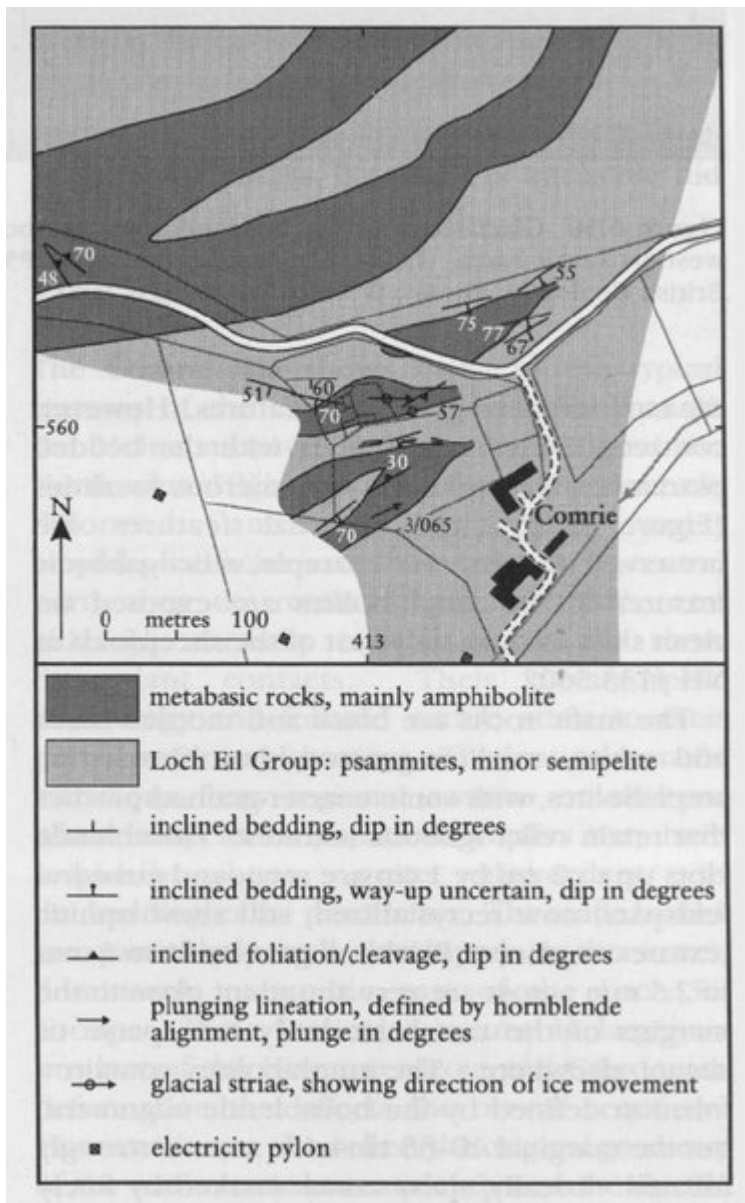 70
48
55
75
77
67
51
60
70
57
560
30
3/065
70
Comrie
N
0 metres 100
413
metabasic rocks, mainly amphibolite
Loch Eil Group: psammites, minor semipelite
inclined bedding, dip in degrees
inclined bedding, way-up uncertain, dip in degrees
inclined foliation/cleavage, dip in degrees
plunging lineation, defined by hornblende
alignment, plunge in degrees
glacial striae, showing direction of ice movement
electricity pylon